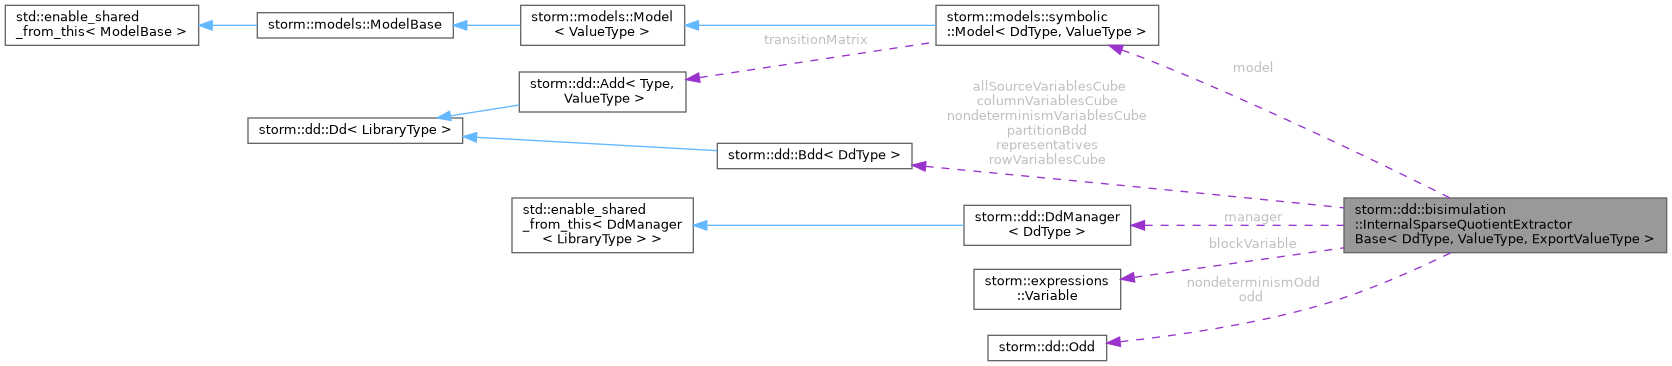 std::enable_shared
_from_this< ModelBase >
storm::models::ModelBase
storm::models::Model
< ValueType >
storm::models::symbolic
::Model< DdType, ValueType >
transitionMatrix
model
storm::dd::Add< Type,
ValueType >
storm::dd::Dd< LibraryType >
allSourceVariablesCube
columnVariablesCube
nondeterminismVariablesCube
partitionBdd
representatives
rowVariablesCube
storm::dd::Bdd< DdType >
std::enable_shared
_from_this< DdManager
< LibraryType > >
storm::dd::DdManager
< DdType >
manager
storm::dd::bisimulation
::InternalSparseQuotientExtractor
Base< DdType, ValueType, ExportValueType >
blockVariable
storm::expressions
::Variable
nondeterminismOdd
odd
storm::dd::Odd